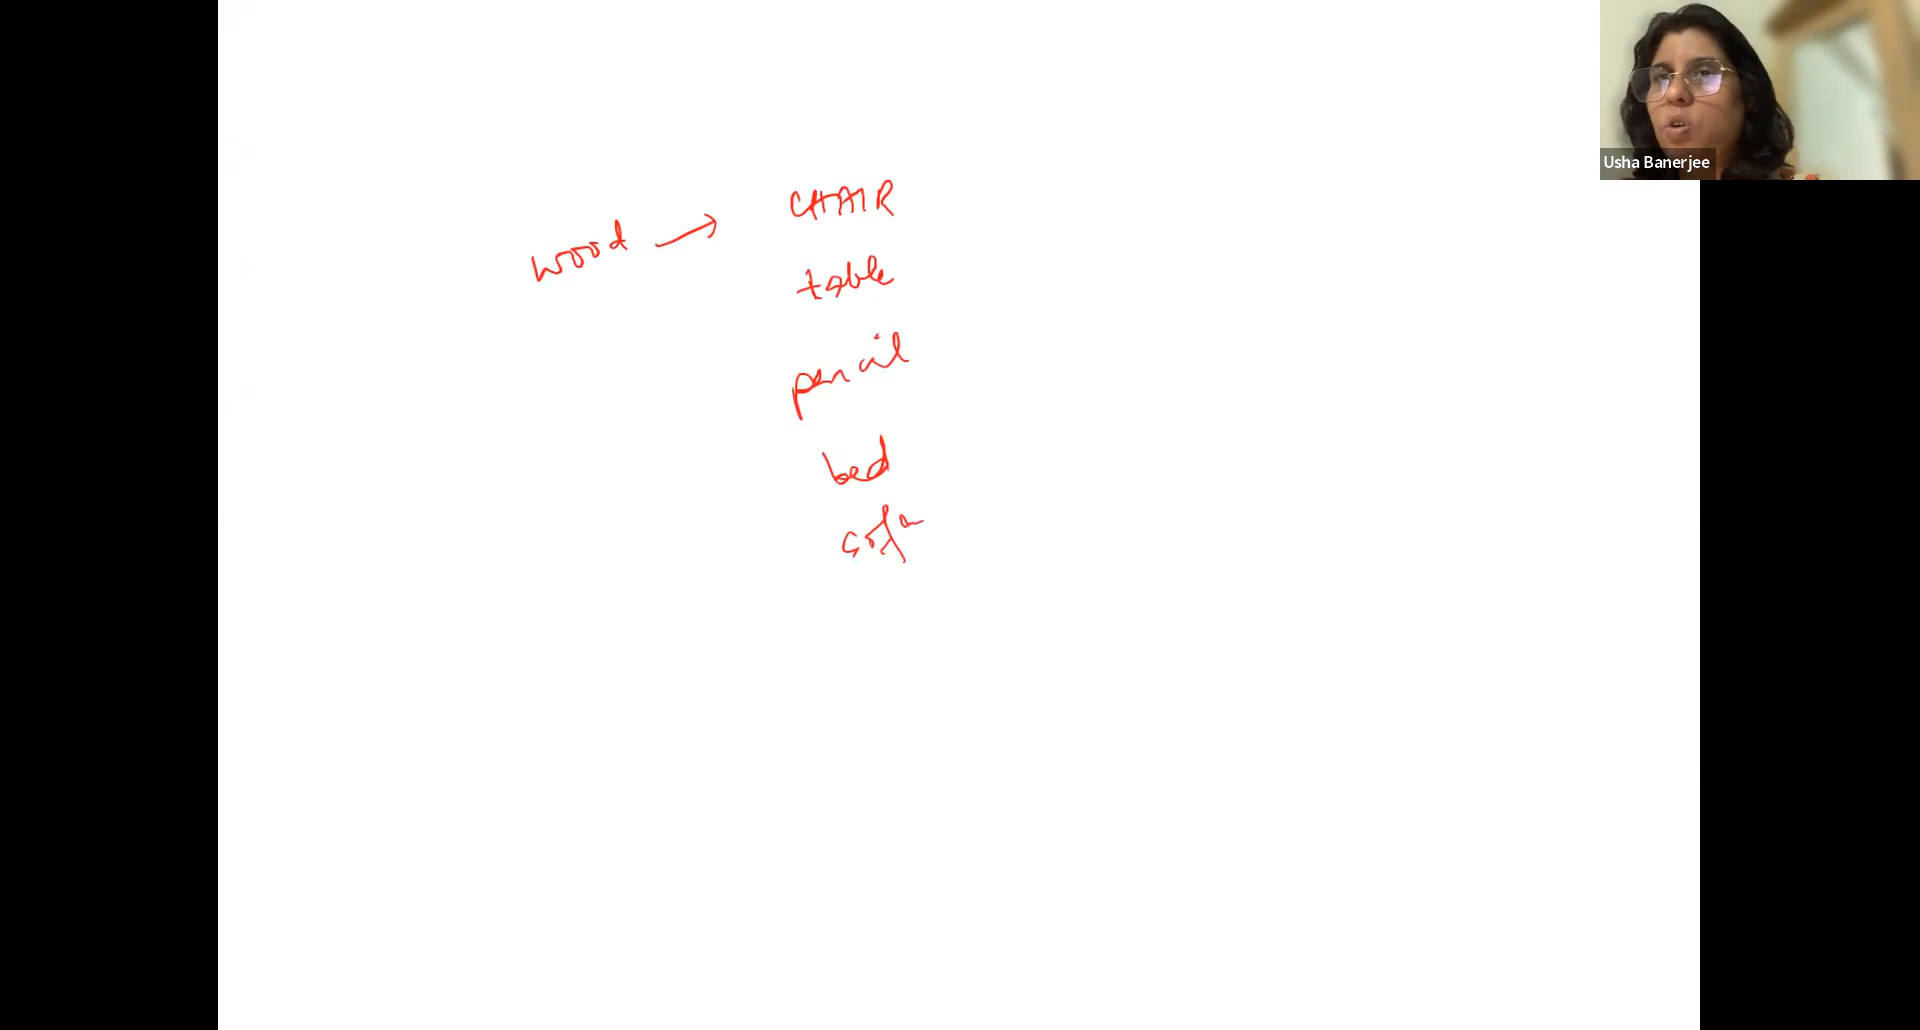 wood → CHAIR
table
pencil
bed
sofa
Usha Banerjee